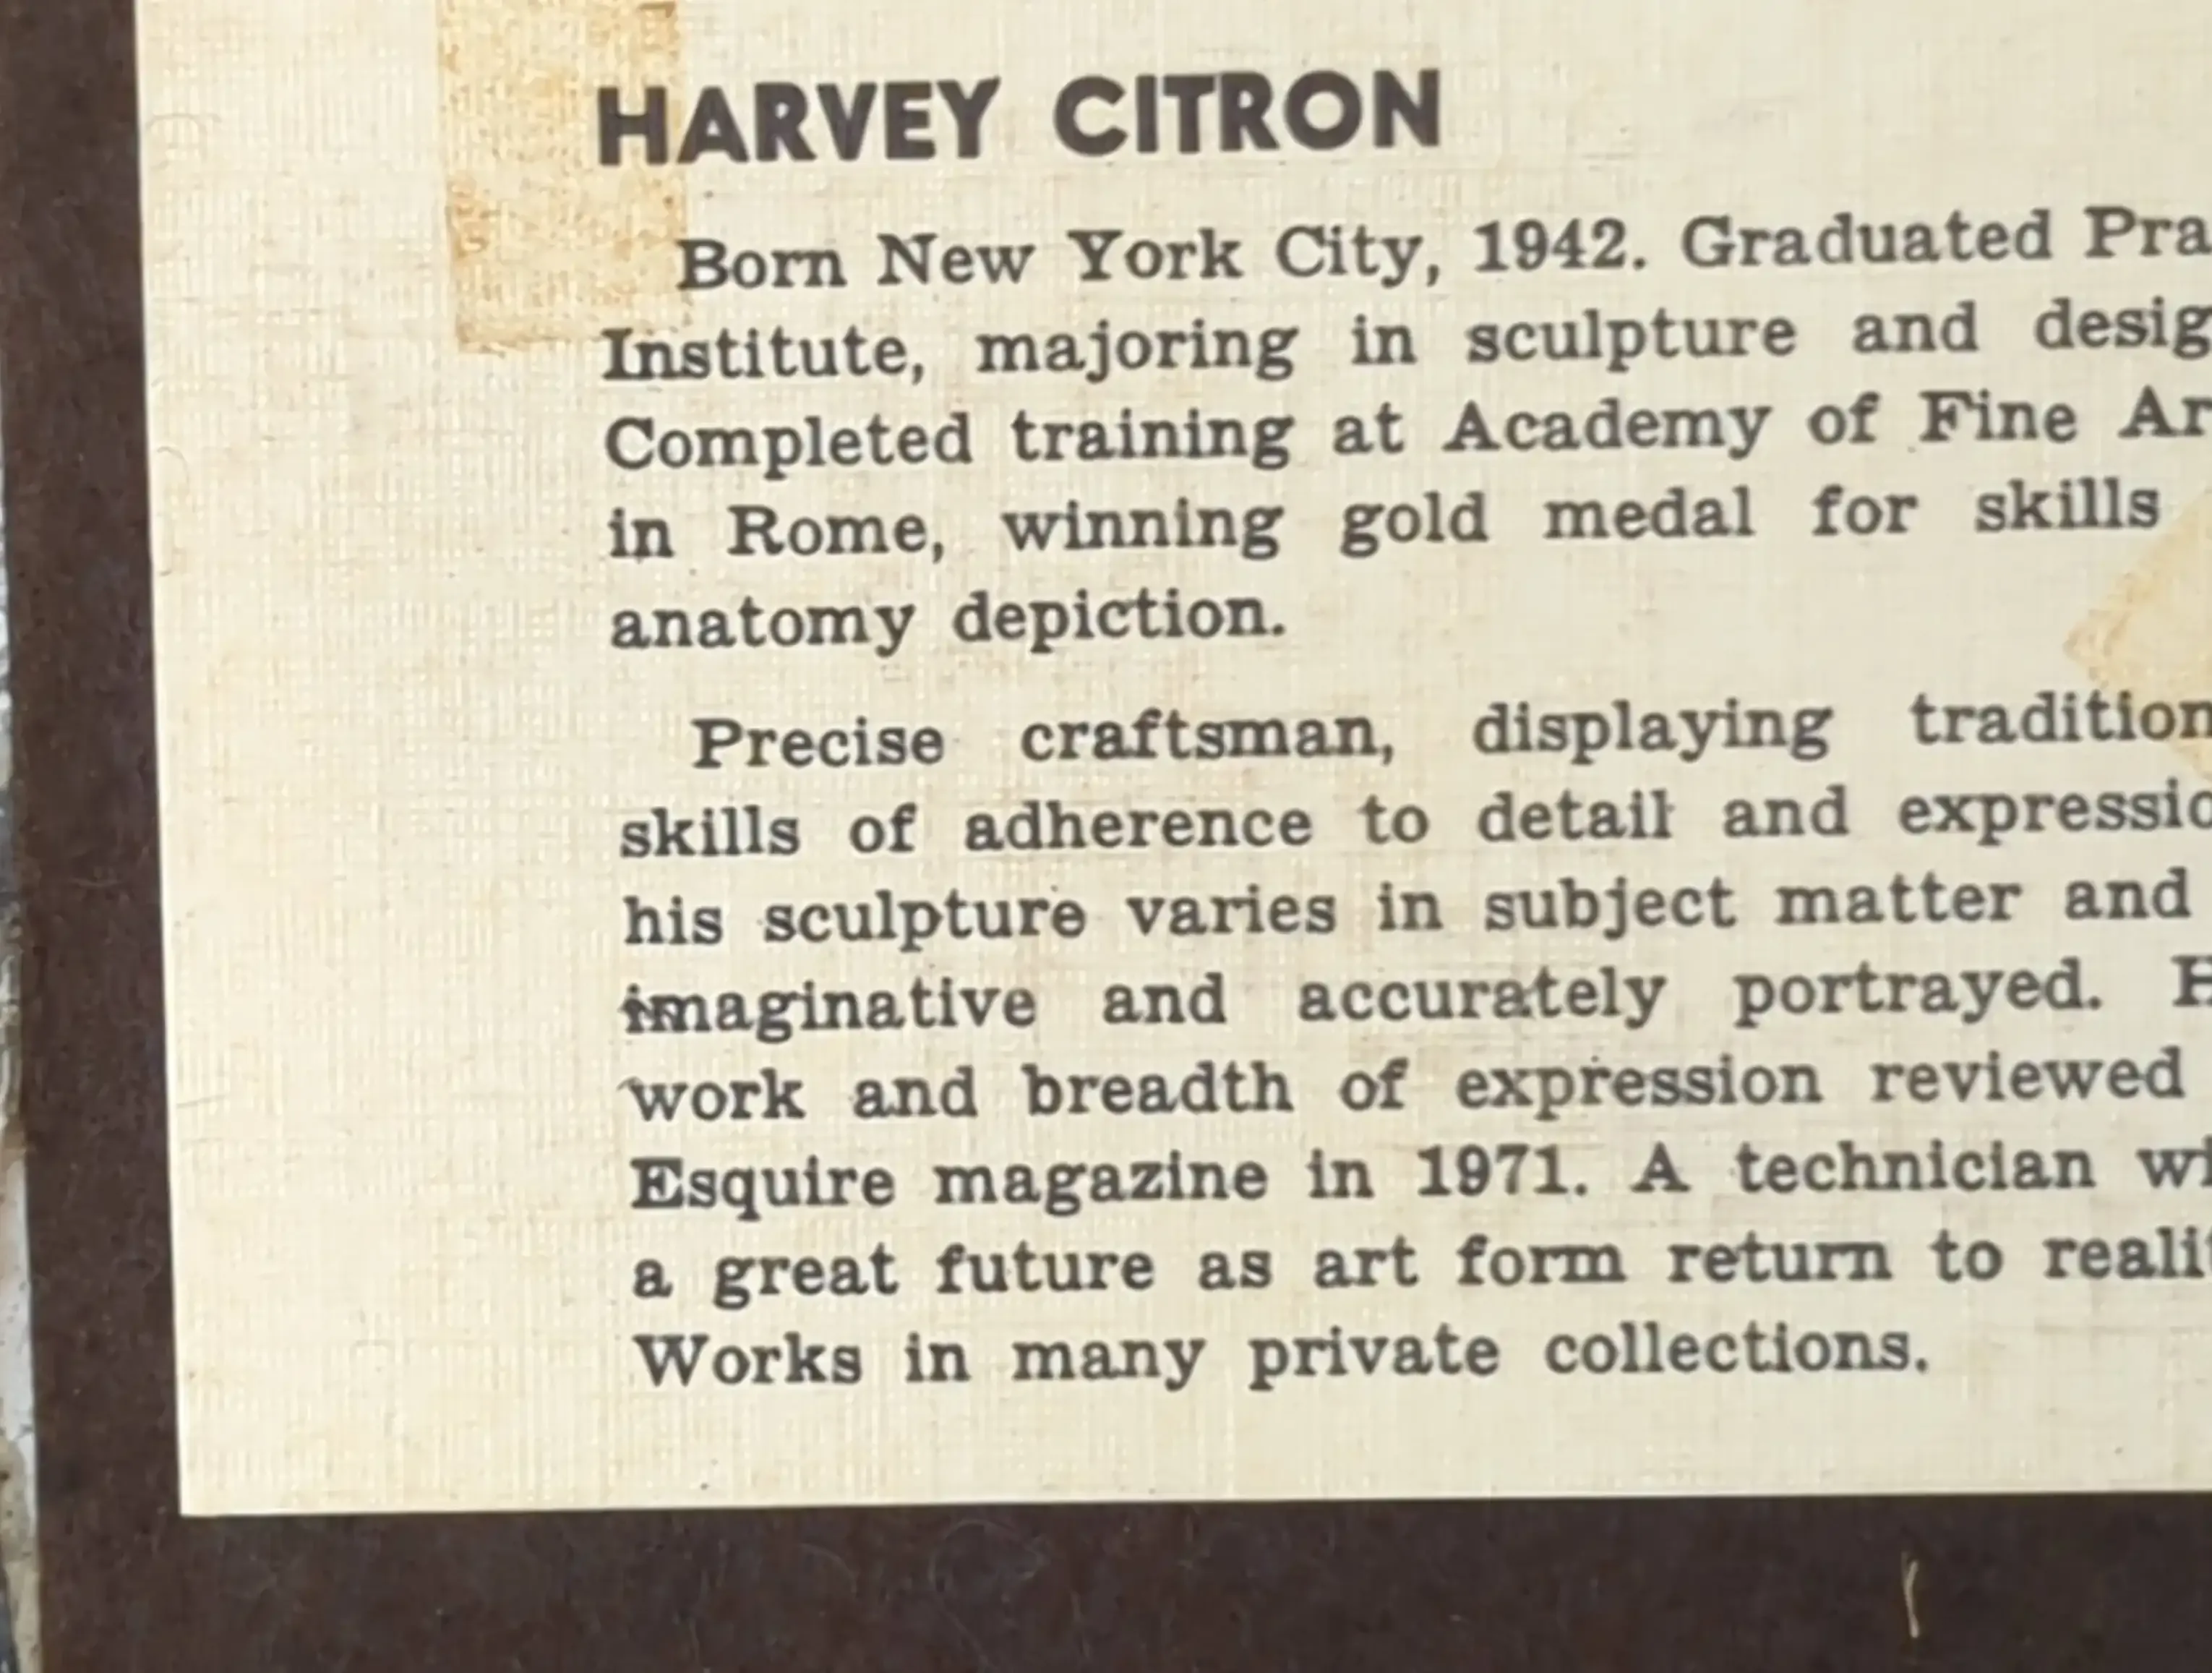 HARVEY CITRON
Born New York City, 1942. Graduated Pra
Institute, majoring in sculpture and desig
Completed training at Academy of Fine Ar
in Rome, winning gold medal for skills
anatomy depiction.
Precise craftsman, displaying tradition
skills of adherence to detail and expressio
his sculpture varies in subject matter and
imaginative and accurately portrayed. H
work and breadth of expression reviewed
Esquire magazine in 1971. A technician wi
a great future as art form return to realit
Works in many private collections.